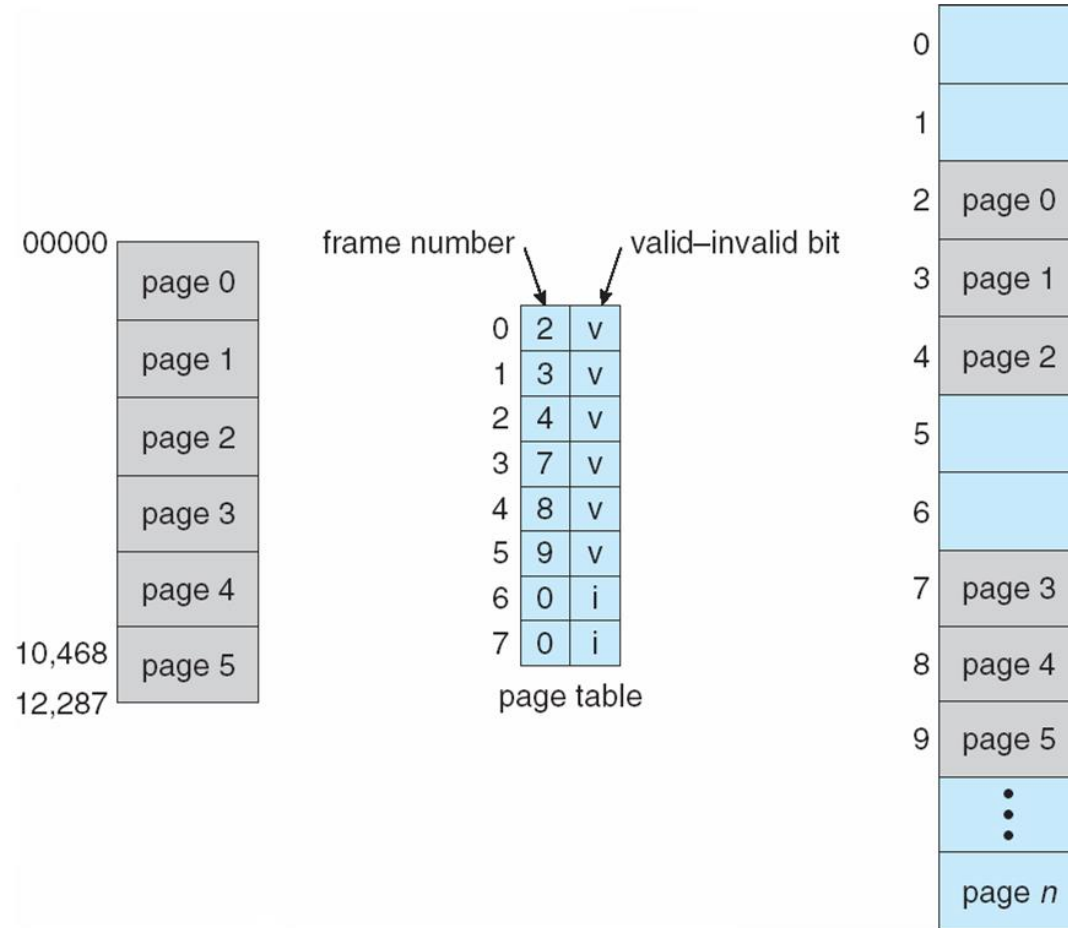 00000
page 0
page 1
page 2
page 3
page 4
10,468
page 5
12,287
frame number
valid–invalid bit
0 2 v
1 3 v
2 4 v
3 7 v
4 8 v
5 9 v
6 0 i
7 0 i
page table
0
1
2 page 0
3 page 1
4 page 2
5
6
7 page 3
8 page 4
9 page 5
page n